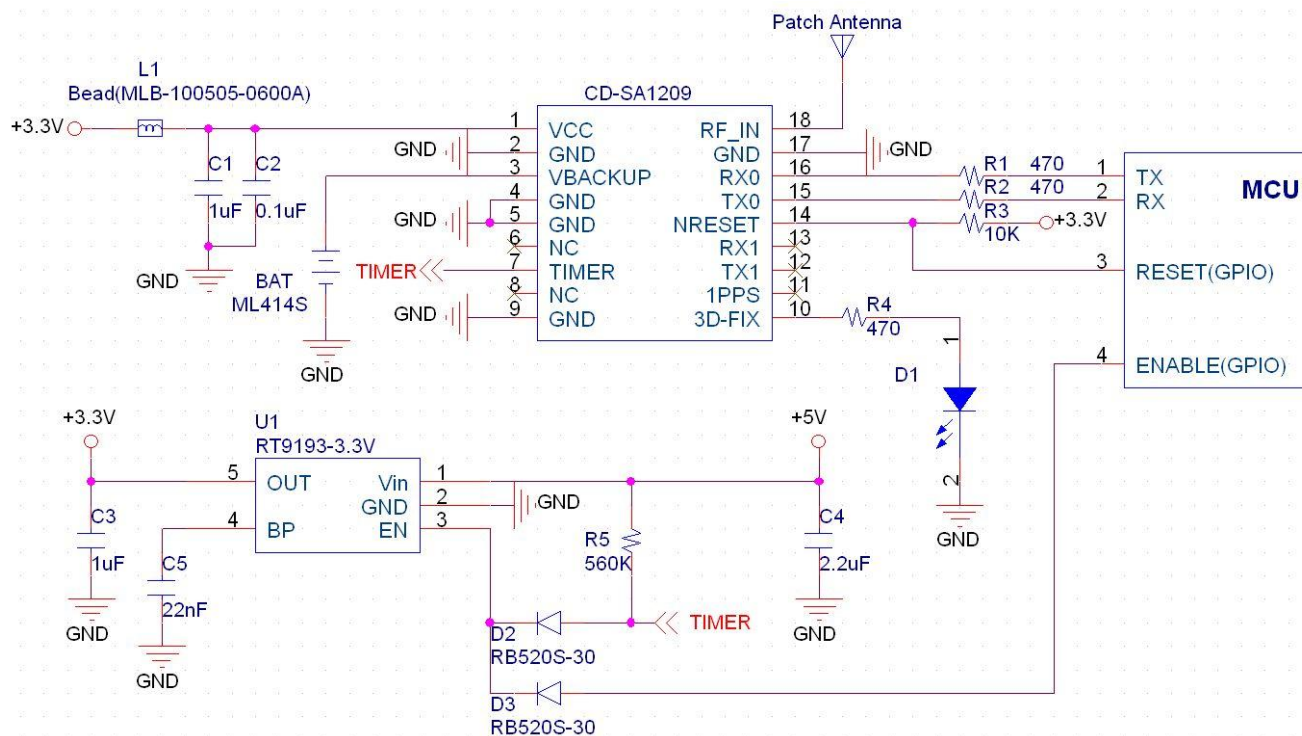 Patch Antenna
L1
Bead(MLB-100505-0600A)
CD-SA1209
+3.3V
1 VCC RF_IN 18
GND 2 GND GND 17 GND
3 VBACKUP RX0 16 R1 470 1 TX
4 GND TX0 15 R2 470 2 RX
MCU
GND 5 GND NRESET 14 R3 10K +3.3V
6 NC RX1 13
TIMER 7 TIMER TX1 12 3 RESET(GPIO)
8 NC 1PPS 11
GND 9 GND 3D-FIX 10 R4 470
4 ENABLE(GPIO)
C1 C2
1uF 0.1uF
GND
BAT
ML414S
GND
1
D1
2
GND
+3.3V
U1
RT9193-3.3V
+5V
5 OUT Vin 1
GND 2 GND
4 BP EN 3
C3
1uF
GND
C5
22nF
GND
R5
560K
C4
2.2uF
GND
D2
RB520S-30
TIMER
D3
RB520S-30